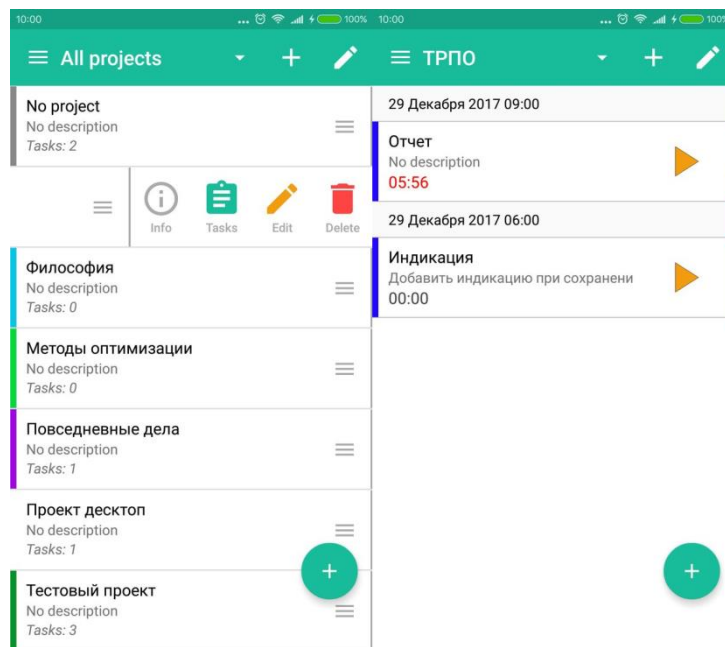 10:00
... 100%
All projects
No project
No description
Tasks: 2
Info Tasks Edit Delete
Философия
No description
Tasks: 0
Методы оптимизации
No description
Tasks: 0
Повседневные дела
No description
Tasks: 1
Проект десктоп
No description
Tasks: 1
Тестовый проект
No description
Tasks: 3
10:00
... 100%
ТРПО
29 Декабря 2017 09:00
Отчет
No description
05:56
29 Декабря 2017 06:00
Индикация
Добавить индикацию при сохранени
00:00